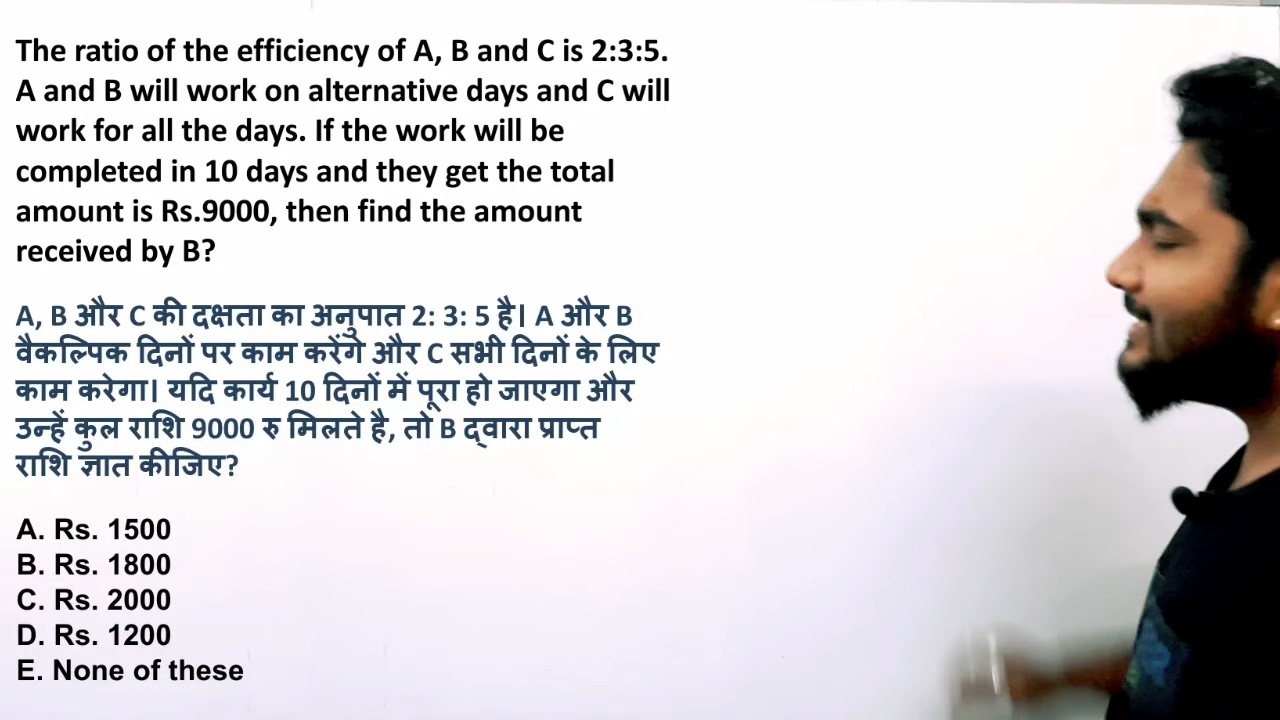 The ratio of the efficiency of A, B and C is 2:3:5.
A and B will work on alternative days and C will
work for all the days. If the work will be
completed in 10 days and they get the total
amount is Rs.9000, then find the amount
received by B?
A, B और C की दक्षता का अनुपात 2: 3: 5 है। A और B
वैकल्पिक दिनों पर काम करेंगे और C सभी दिनों के लिए
काम करेगा। यदि कार्य 10 दिनों में पूरा हो जाएगा और
उन्हें कुल राशि 9000 रु मिलते है, तो B द्वारा प्राप्त
राशि ज्ञात कीजिए?
A. Rs. 1500
B. Rs. 1800
C. Rs. 2000
D. Rs. 1200
E. None of these